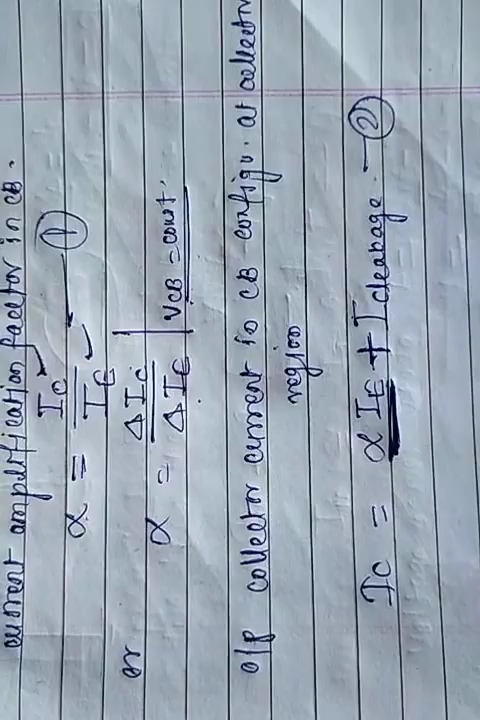 current amplification factor in CB.
α = Ic / IE —①
or α = ΔIc / ΔIE | VCB = const.
o/p collector current in CB configu. at collector
region
Ic = α IE + Icleakage. —②